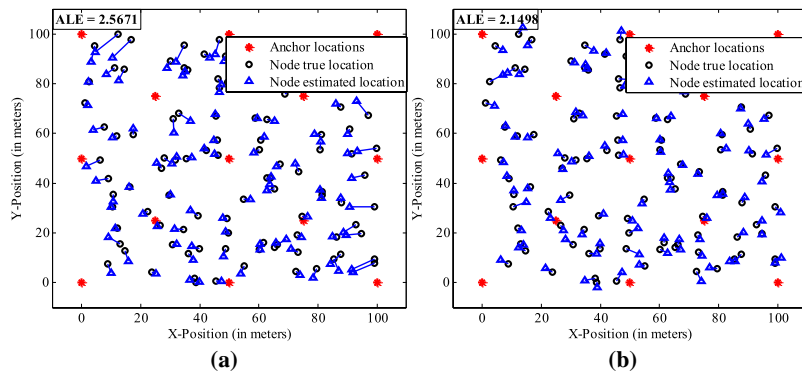 ALE = 2.5671
Anchor locations
Node true location
Node estimated location
100
80
60
40
20
0
Y-Position (in meters)
0 20 40 60 80 100
X-Position (in meters)
(a)
ALE = 2.1498
Anchor locations
Node true location
Node estimated location
100
80
60
40
20
0
Y-Position (in meters)
0 20 40 60 80 100
X-Position (in meters)
(b)